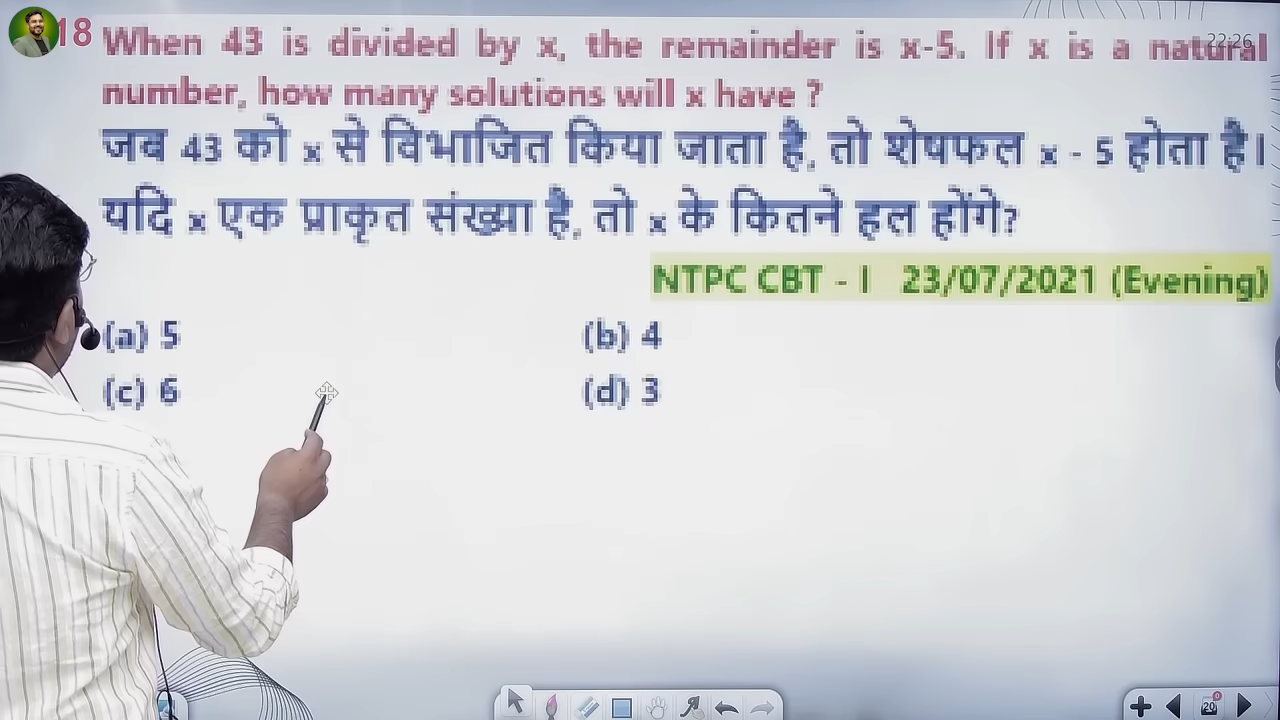 18 When 43 is divided by x, the remainder is x-5. If x is a natural
22:26
number, how many solutions will x have ?
जब 43 को x से विभाजित किया जाता है, तो शेषफल x - 5 होता है।
यदि x एक प्राकृत संख्या है, तो x के कितने हल होंगे?
NTPC CBT - I 23/07/2021 (Evening)
(a) 5 (b) 4
(c) 6 (d) 3
20